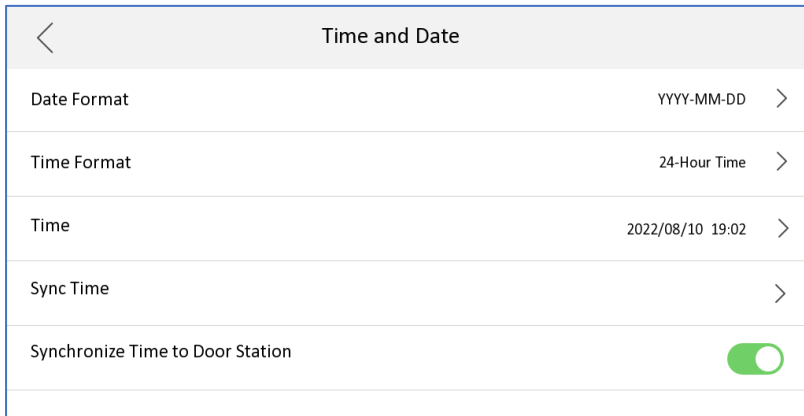 Time and Date
Date Format YYYY-MM-DD
Time Format 24-Hour Time
Time 2022/08/10 19:02
Sync Time
Synchronize Time to Door Station